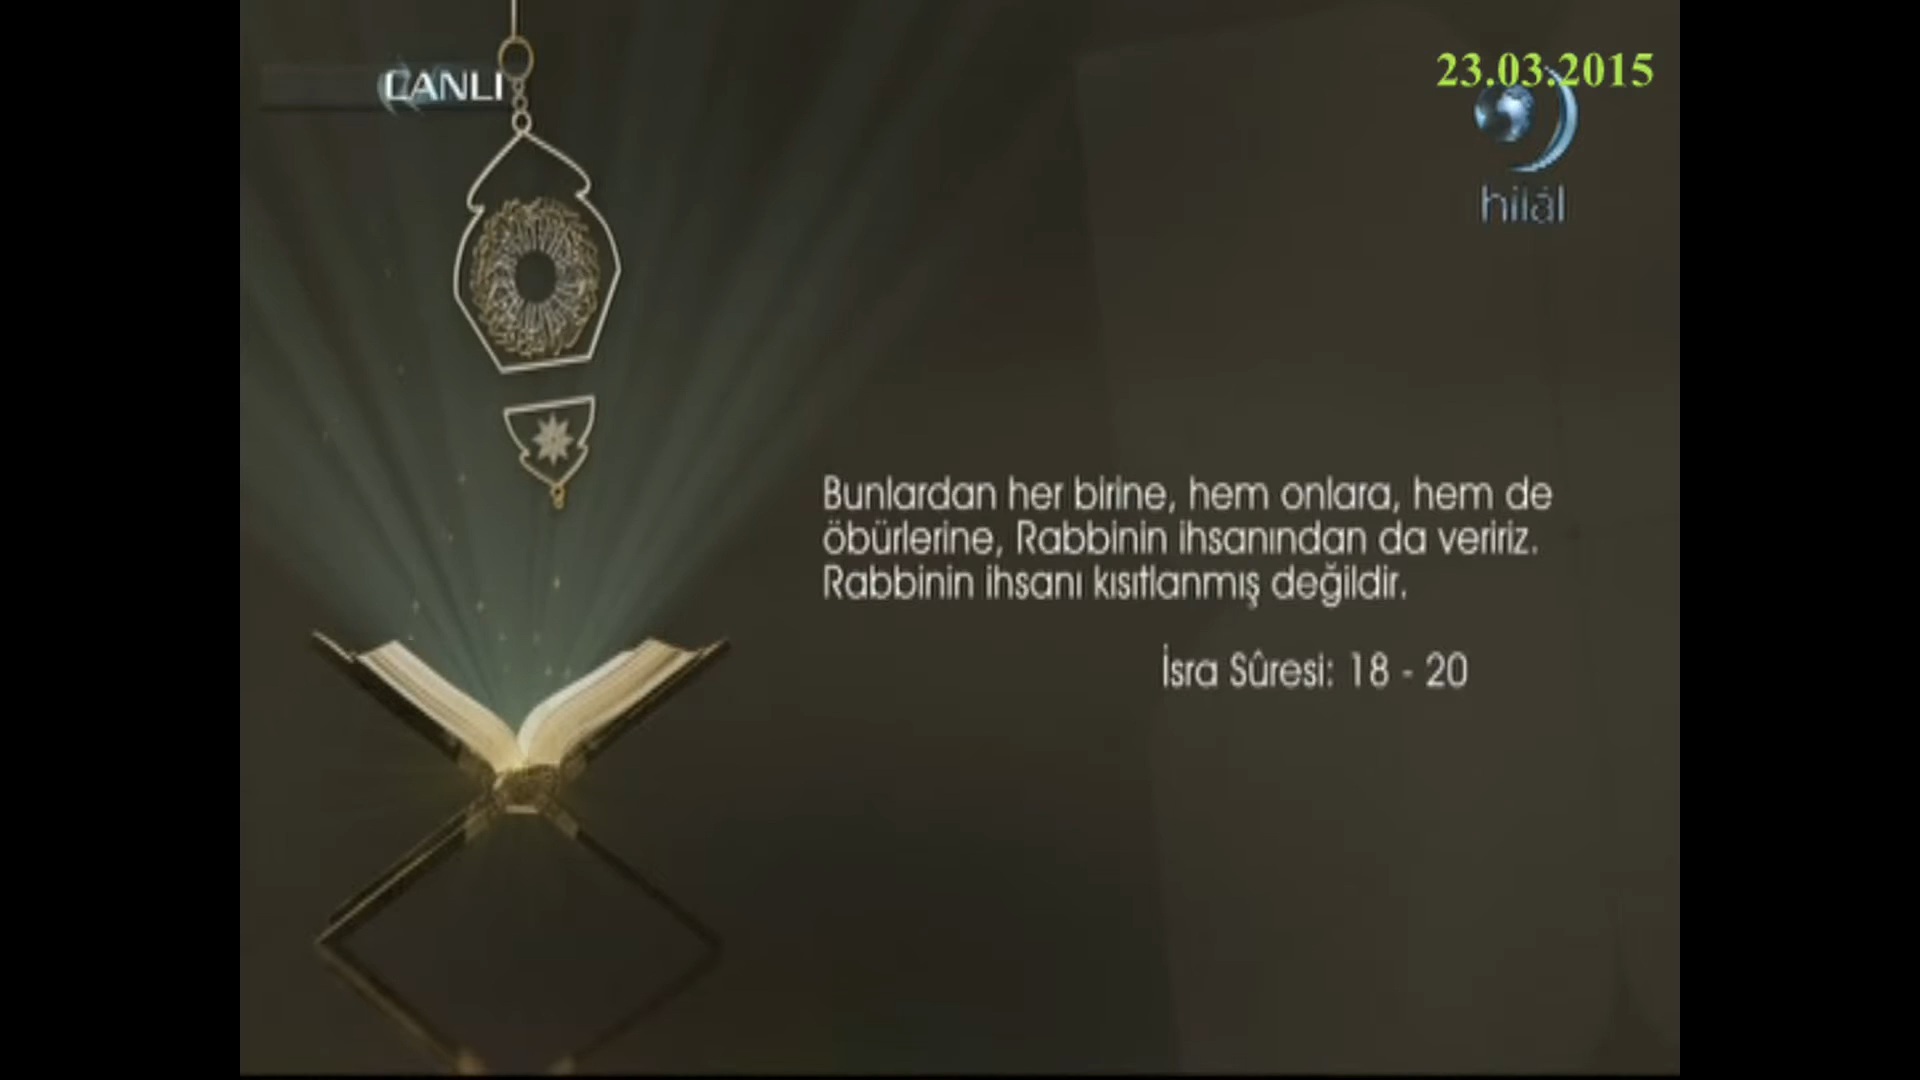 CANLI
23.03.2015
hilâl
Bunlardan her birine, hem onlara, hem de
öbürlerine, Rabbinin ihsanından da veririz.
Rabbinin ihsanı kısıtlanmış değildir.
İsra Sûresi: 18 - 20